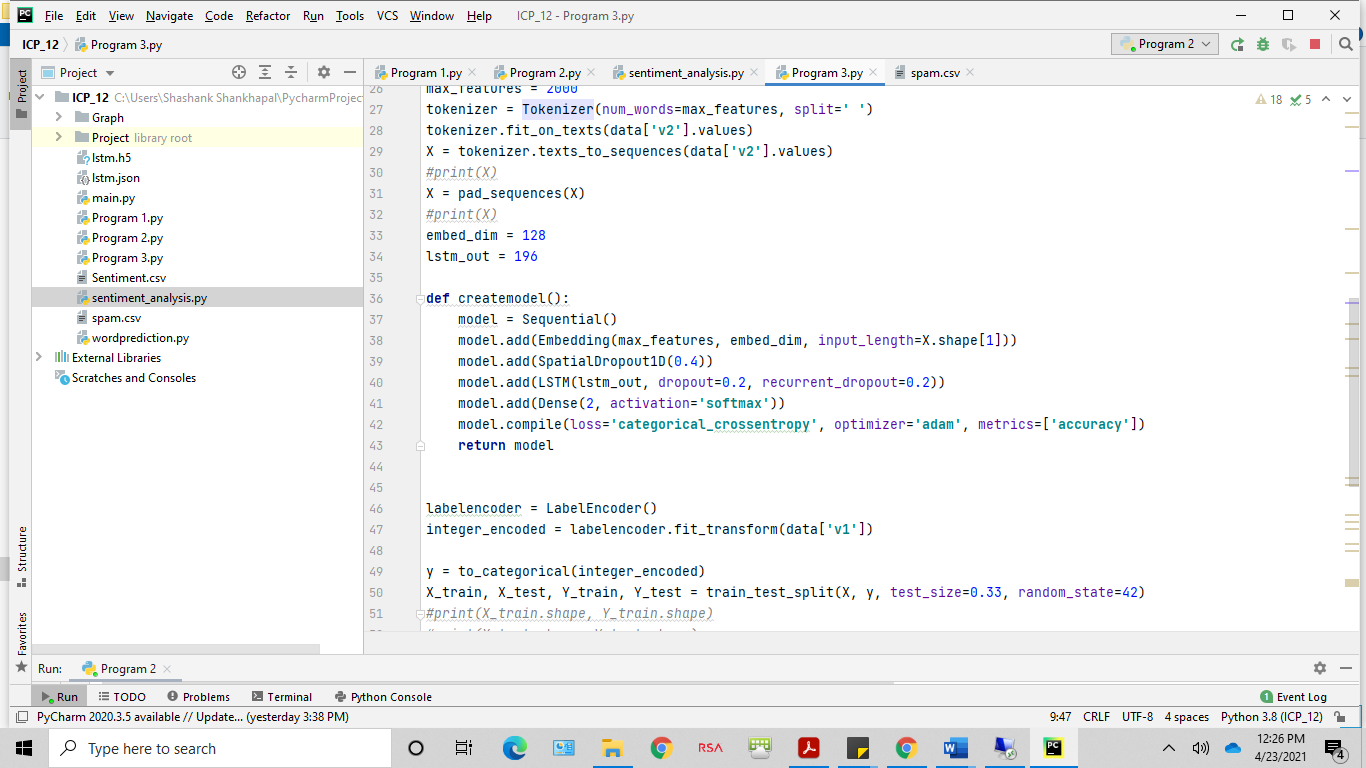 File Edit View Navigate Code Refactor Run Tools VCS Window Help ICP_12 - Program 3.py
ICP_12 Program 3.py Program 2
Project Program 1.py Program 2.py sentiment_analysis.py Program 3.py spam.csv
Project
ICP_12 C:\Users\Shashank Shankhapal\PycharmProjec
Graph
Project library root
lstm.h5
lstm.json
main.py
Program 1.py
Program 2.py
Program 3.py
Sentiment.csv
sentiment_analysis.py
spam.csv
wordprediction.py
External Libraries
Scratches and Consoles
Structure
Favorites
18 5
26 max_features = 2000
27 tokenizer = Tokenizer(num_words=max_features, split=' ')
28 tokenizer.fit_on_texts(data['v2'].values)
29 X = tokenizer.texts_to_sequences(data['v2'].values)
30 #print(X)
31 X = pad_sequences(X)
32 #print(X)
33 embed_dim = 128
34 lstm_out = 196
35
36 def createmodel():
37 model = Sequential()
38 model.add(Embedding(max_features, embed_dim, input_length=X.shape[1]))
39 model.add(SpatialDropout1D(0.4))
40 model.add(LSTM(lstm_out, dropout=0.2, recurrent_dropout=0.2))
41 model.add(Dense(2, activation='softmax'))
42 model.compile(loss='categorical_crossentropy', optimizer='adam', metrics=['accuracy'])
43 return model
44
45
46 labelencoder = LabelEncoder()
47 integer_encoded = labelencoder.fit_transform(data['v1'])
48
49 y = to_categorical(integer_encoded)
50 X_train, X_test, Y_train, Y_test = train_test_split(X, y, test_size=0.33, random_state=42)
51 #print(X_train.shape, Y_train.shape)
Run: Program 2
Run TODO Problems Terminal Python Console 1 Event Log
PyCharm 2020.3.5 available // Update... (yesterday 3:38 PM) 9:47 CRLF UTF-8 4 spaces Python 3.8 (ICP_12)
Type here to search RSA 12:26 PM
4/23/2021 4